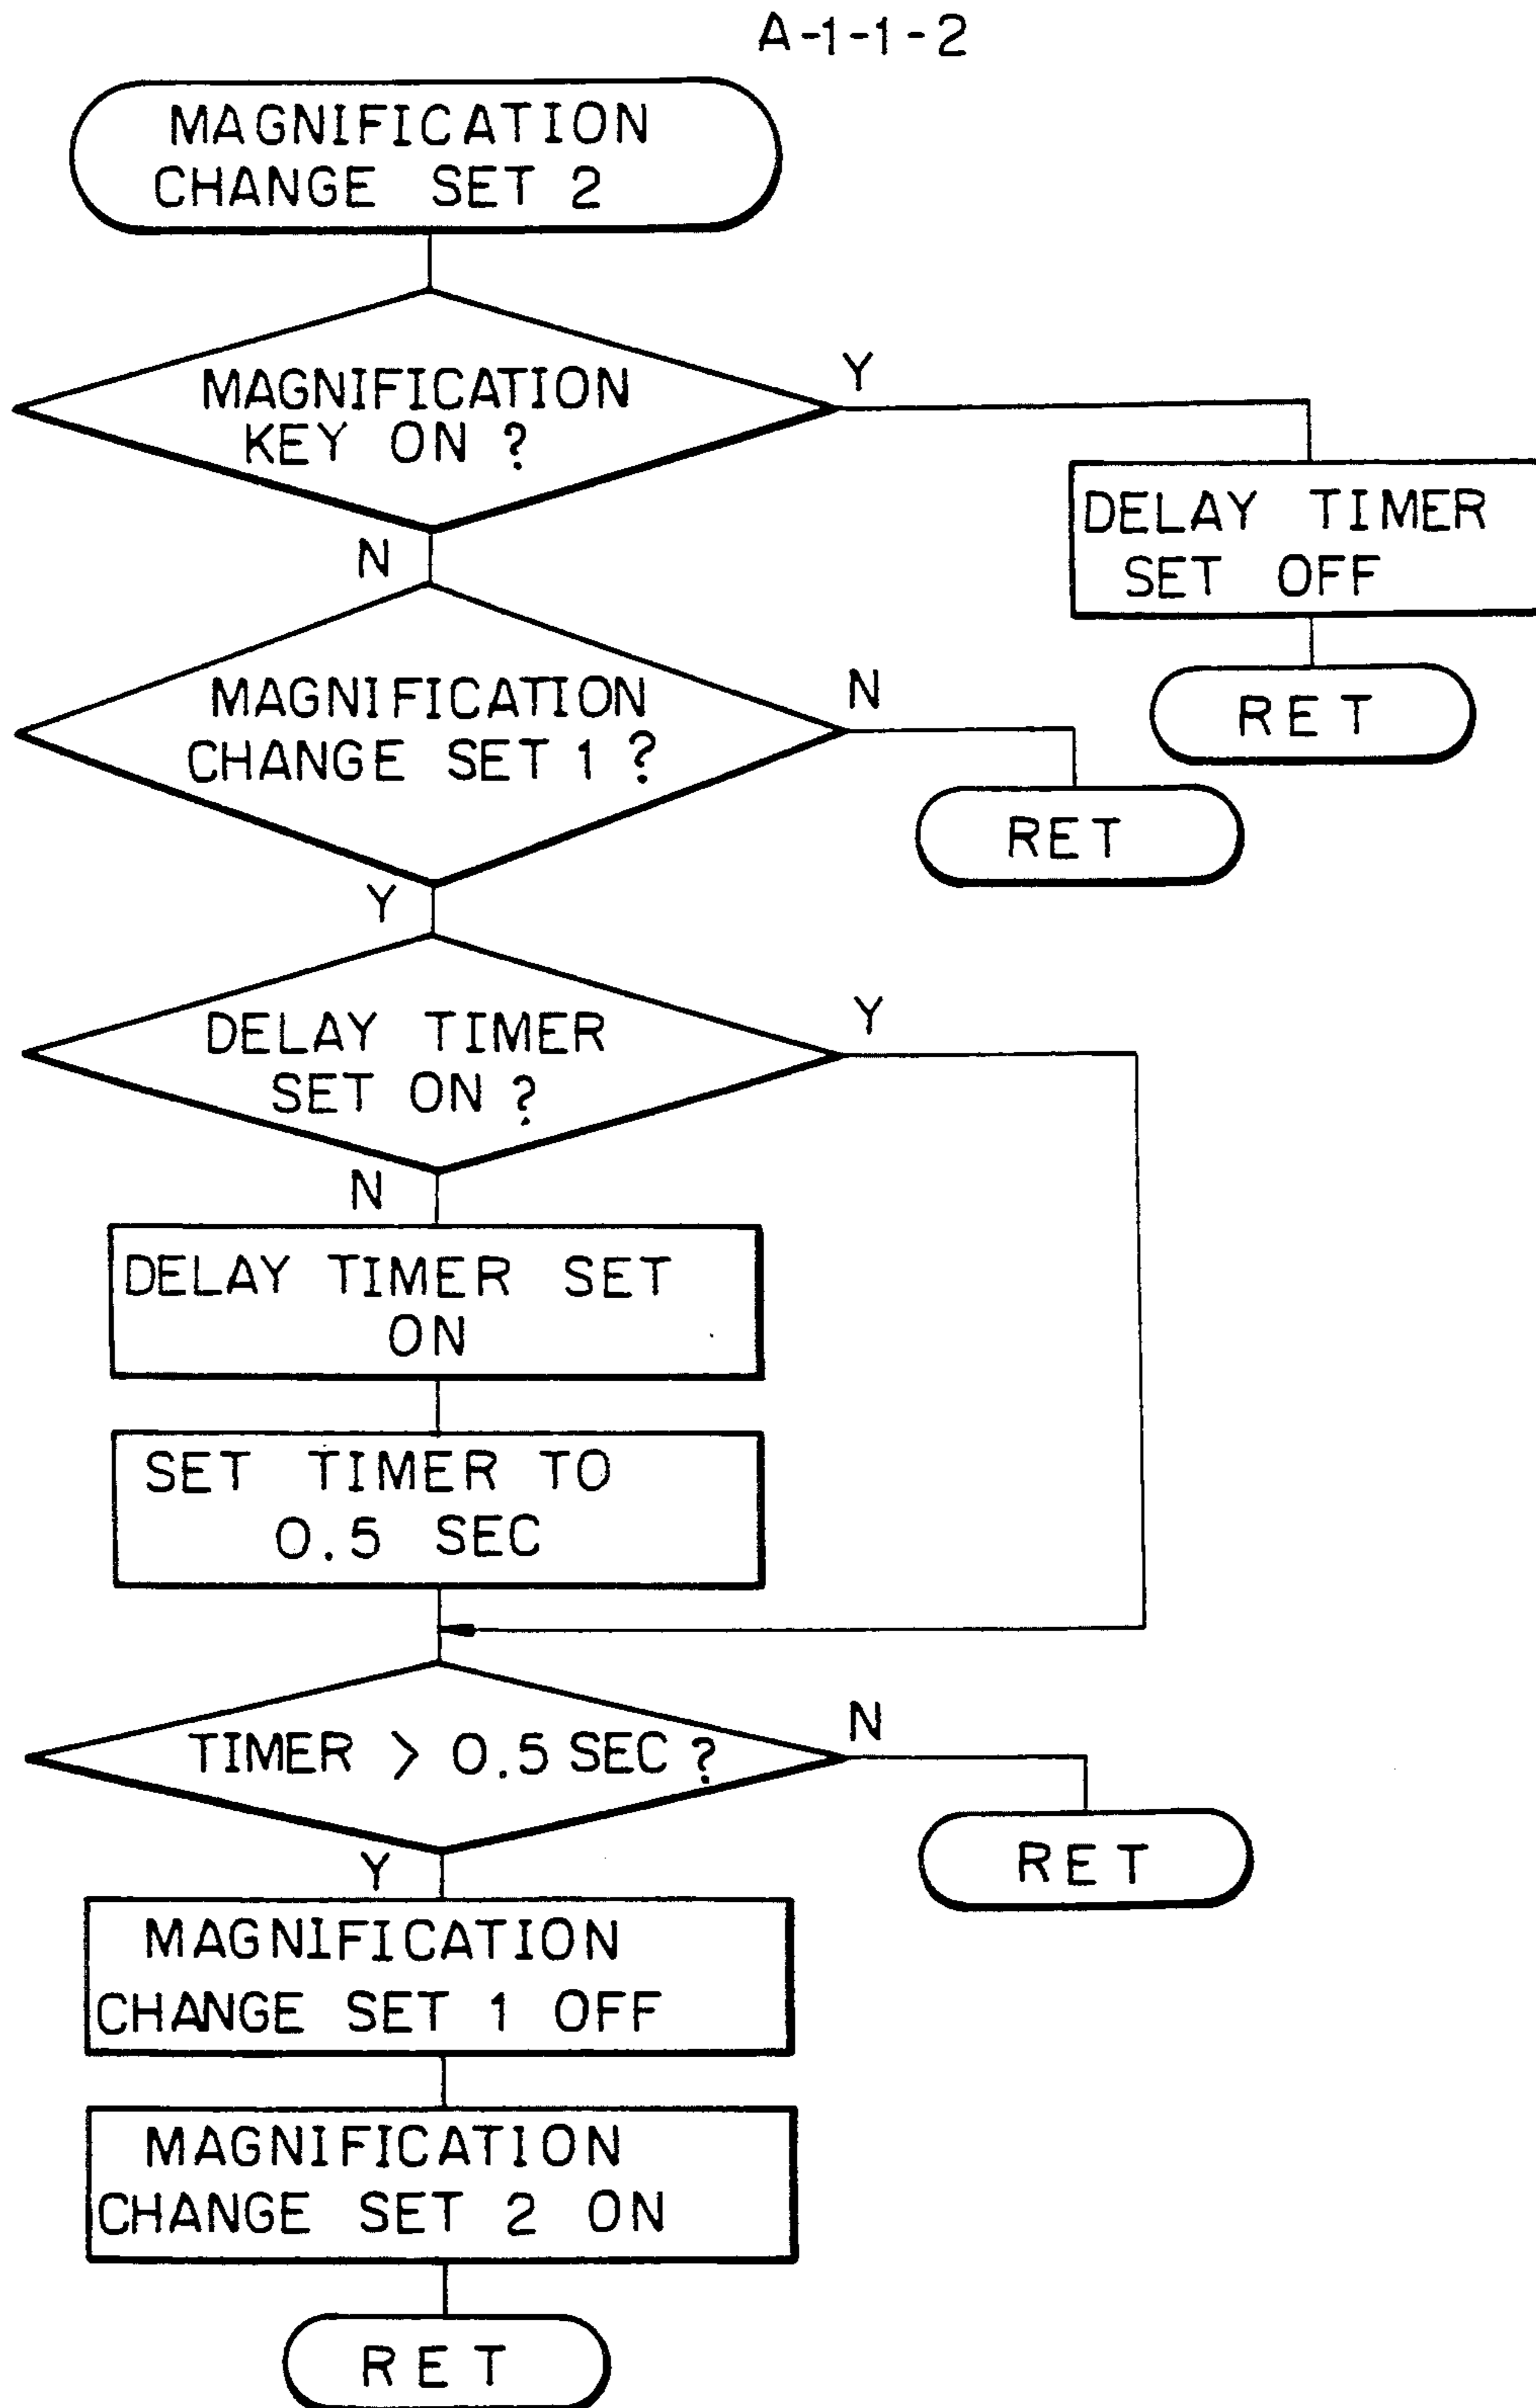 A-1-1-2
MAGNIFICATION
CHANGE SET 2
MAGNIFICATION
KEY ON ?
Y
DELAY TIMER
SET OFF
RET
N
MAGNIFICATION
CHANGE SET 1 ?
N
RET
Y
DELAY TIMER
SET ON ?
Y
N
DELAY TIMER SET
ON
SET TIMER TO
0.5 SEC
TIMER > 0.5 SEC ?
N
RET
Y
MAGNIFICATION
CHANGE SET 1 OFF
MAGNIFICATION
CHANGE SET 2 ON
RET